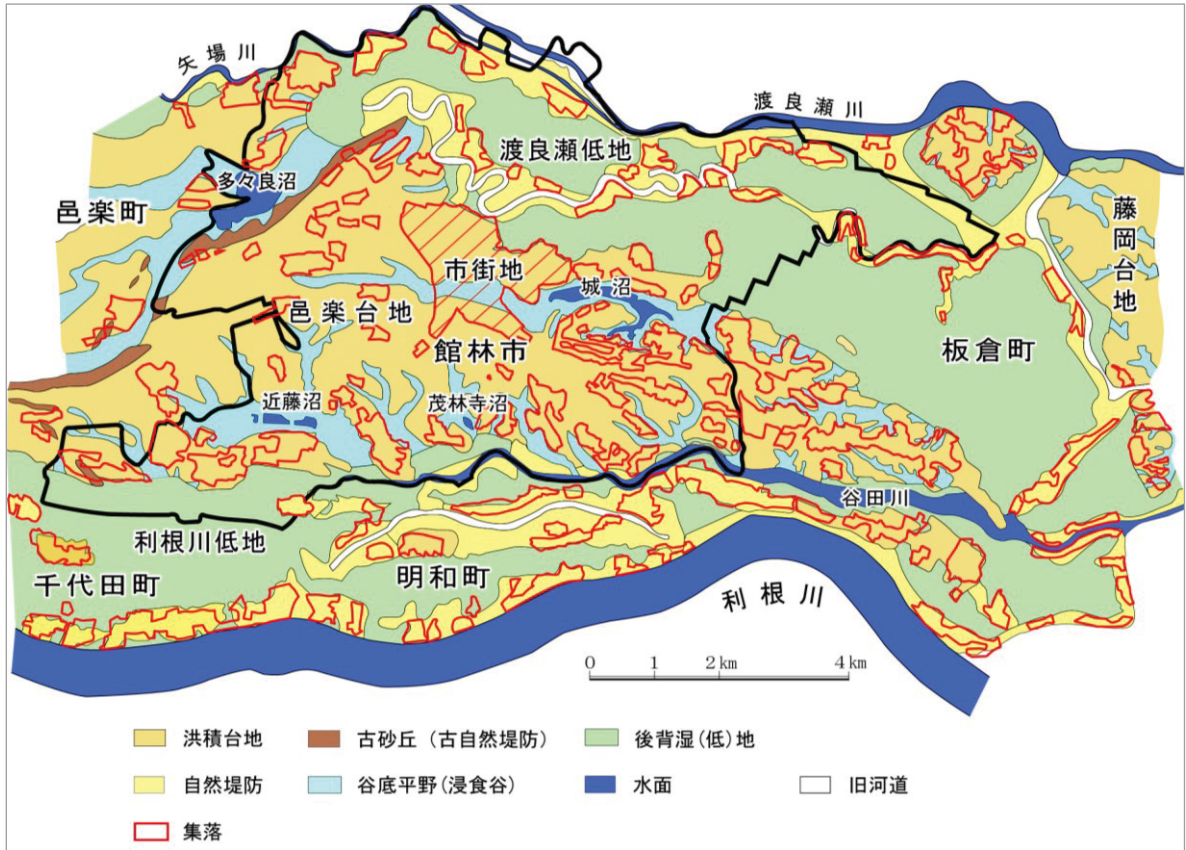 矢場川
渡良瀬川
渡良瀬低地
多々良沼
邑楽町
藤岡台地
市街地
城沼
邑楽台地
館林市
板倉町
近藤沼
茂林寺沼
谷田川
利根川低地
千代田町
明和町
利根川
0 1 2km 4km
洪積台地 古砂丘(古自然堤防) 後背湿(低)地
自然堤防 谷底平野(浸食谷) 水面 旧河道
集落